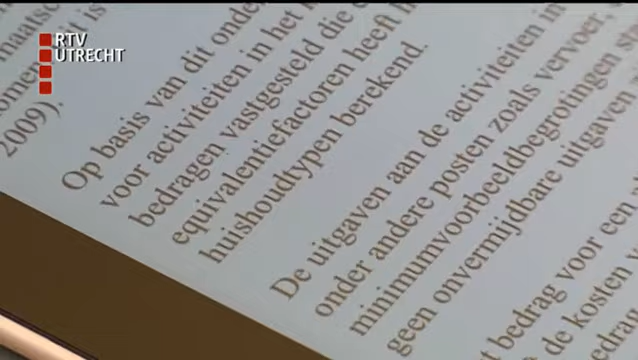 RTV
UTRECHT
is
2009).
Op basis van dit
voor activiteiten in het
bedragen vastgesteld die
equivalentiefactoren heeft
huishoudtypen berekend.
De uitgaven aan de activiteiten in
onder andere posten zoals vervoer,
minimumvoorbeeldbegrotingen
geen onvermijdbare uitgaven
bedrag voor een
de kosten